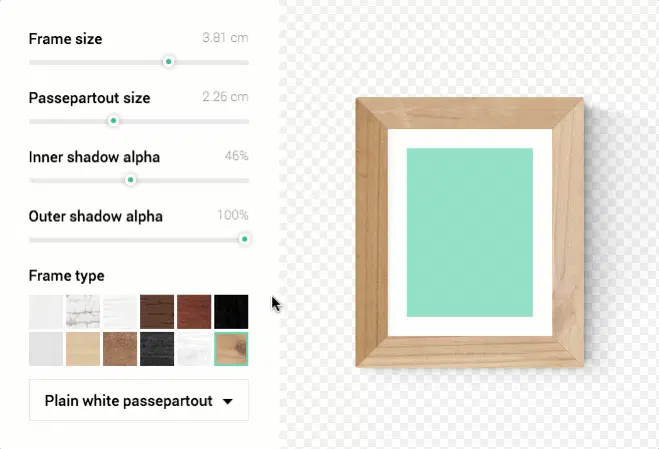 Frame size 3.81 cm
Passepartout size 2.26 cm
Inner shadow alpha 46%
Outer shadow alpha 100%
Frame type
Plain white passepartout